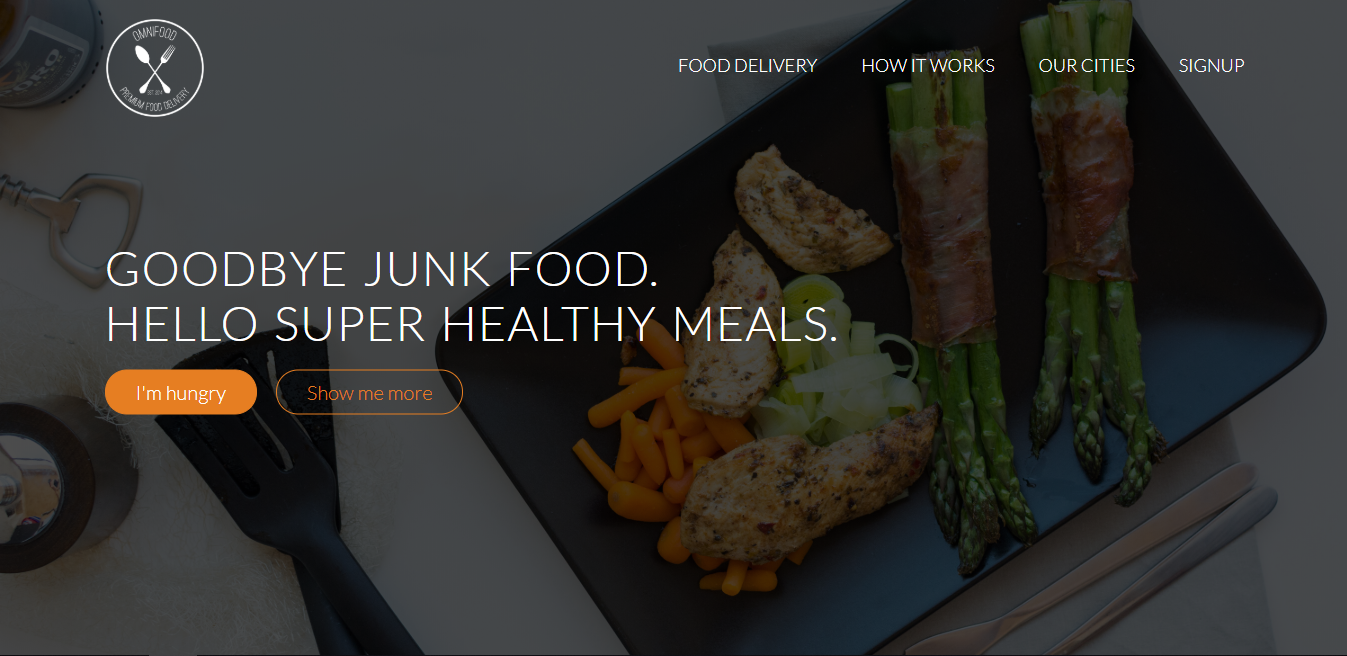 OMNIFOOD
PREMIUM FOOD DELIVERY
FOOD DELIVERY
HOW IT WORKS
OUR CITIES
SIGNUP
GOODBYE JUNK FOOD.
HELLO SUPER HEALTHY MEALS.
I'm hungry
Show me more